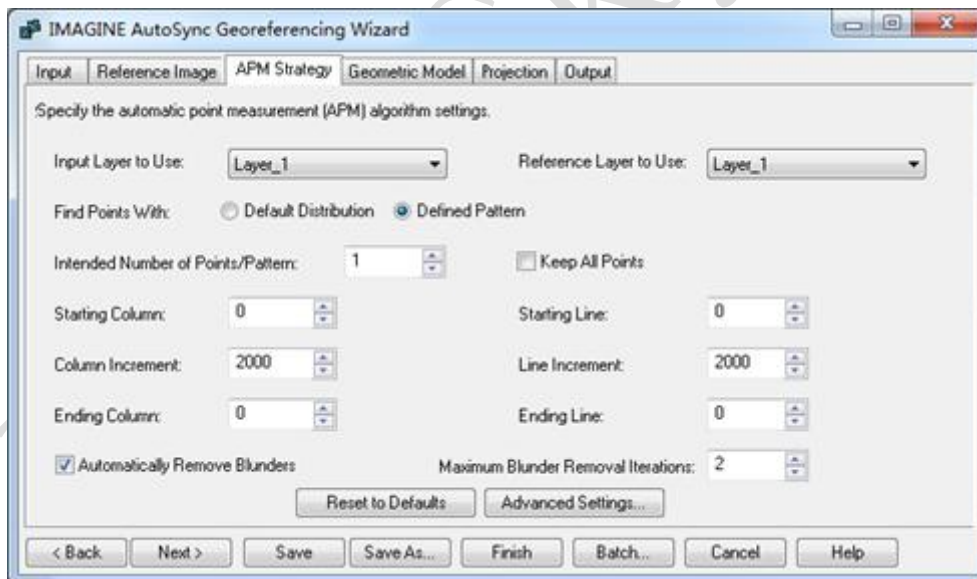 IMAGINE AutoSync Georeferencing Wizard
Input Reference Image APM Strategy Geometric Model Projection Output
Specify the automatic point measurement (APM) algorithm settings.
Input Layer to Use: Layer_1 Reference Layer to Use: Layer_1
Find Points With: Default Distribution Defined Pattern
Intended Number of Points/Pattern: 1 Keep All Points
Starting Column: 0 Starting Line: 0
Column Increment: 2000 Line Increment: 2000
Ending Column: 0 Ending Line: 0
Automatically Remove Blunders Maximum Blunder Removal Iterations: 2
Reset to Defaults Advanced Settings...
< Back Next > Save Save As... Finish Batch... Cancel Help